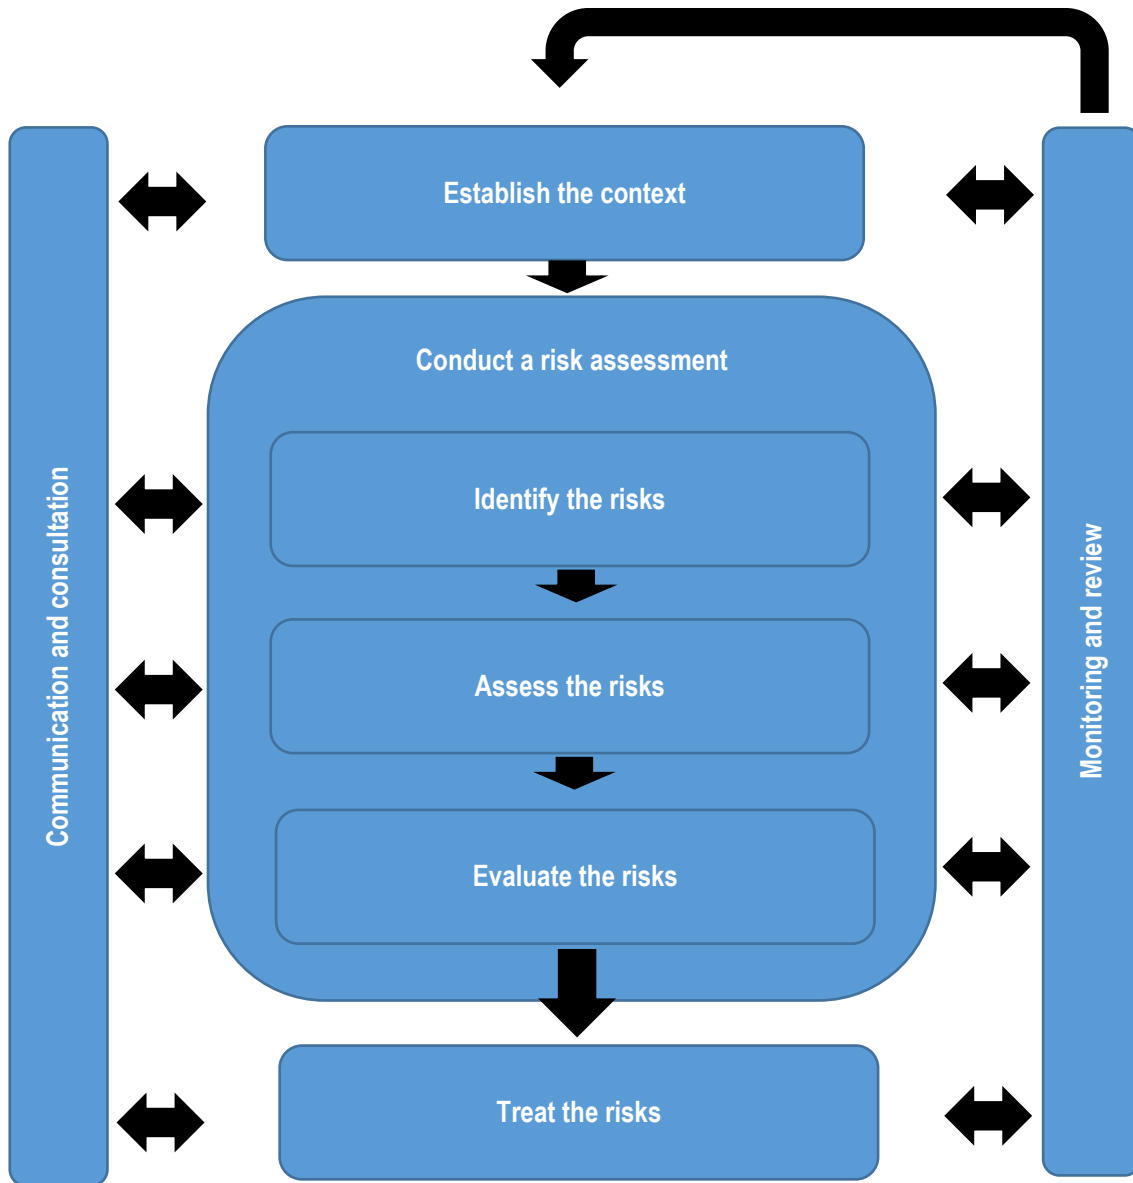 Establish the context
Conduct a risk assessment
Identify the risks
Assess the risks
Evaluate the risks
Treat the risks
Communication and consultation
Monitoring and review